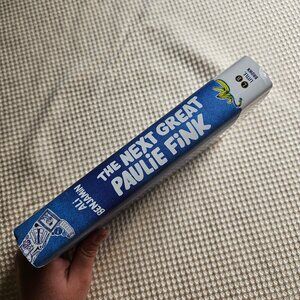 ALI
BENJAMIN
THE NEXT GREAT
PAULIE FINK